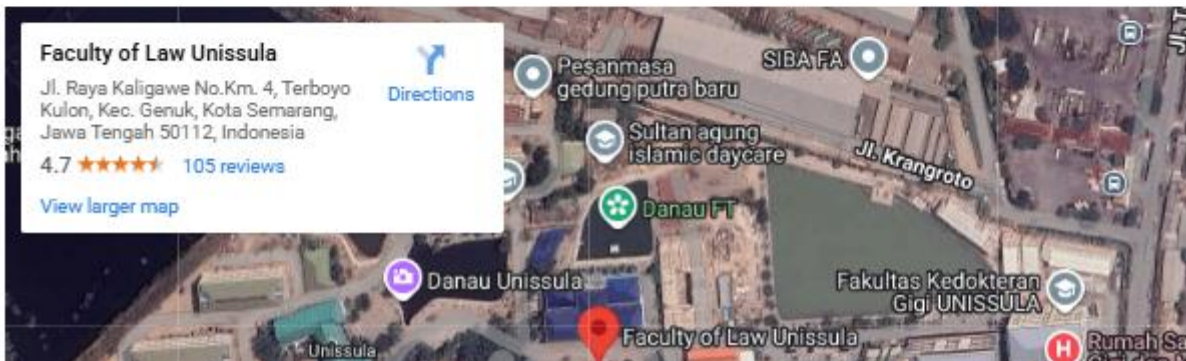 Faculty of Law Unissula
Jl. Raya Kaligawe No.Km. 4, Terboyo
Kulon, Kec. Genuk, Kota Semarang,
Jawa Tengah 50112, Indonesia
4.7
105 reviews
View larger map
Directions
Pesanmasa
gedung putra baru
SIBA FA
Sultan agung
islamic daycare
Jl. Krangroto
Danau FT
Danau Unissula
Fakultas Kedokteran
Gigi UNISSULA
Faculty of Law Unissula
Unissula
H
Rumah